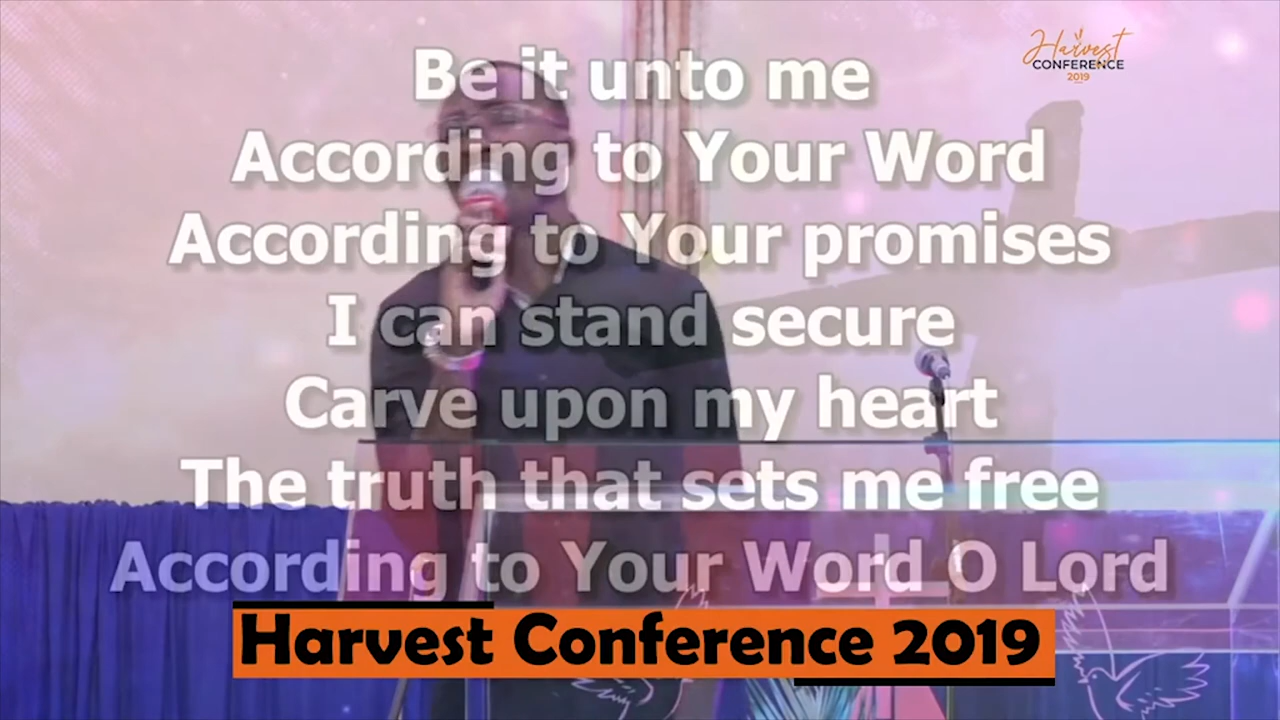 Be it unto me
According to Your Word
According to Your promises
I can stand secure
Carve upon my heart
The truth that sets me free
According to Your Word O Lord
Harvest
CONFERENCE
2019
Harvest Conference 2019